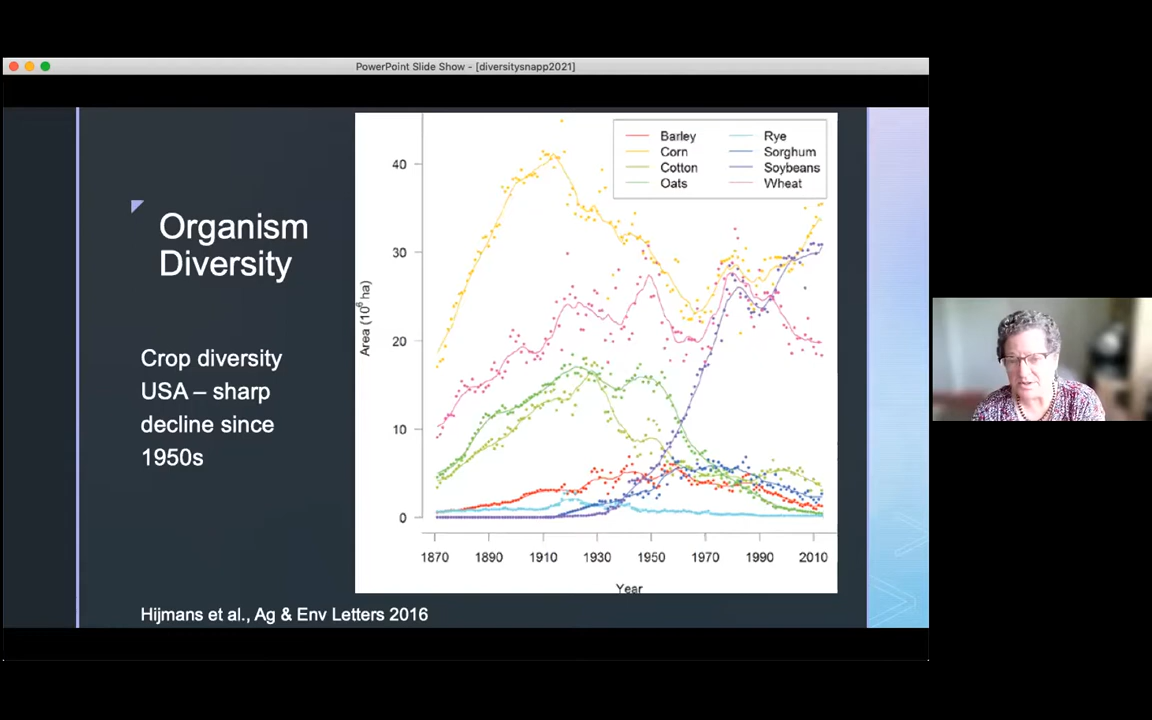 PowerPoint Slide Show - [diversitysnapp2021]
Organism
Diversity
Crop diversity
USA – sharp
decline since
1950s
Hijmans et al., Ag & Env Letters 2016
Barley
Corn
Cotton
Oats
Rye
Sorghum
Soybeans
Wheat
Area (10⁶ ha)
40
30
20
10
0
1870 1890 1910 1930 1950 1970 1990 2010
Year